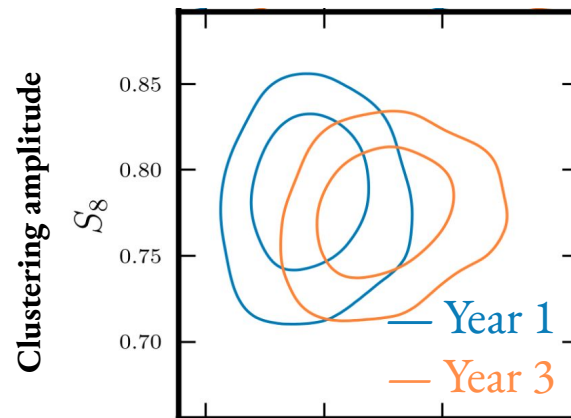 Clustering amplitude
S₈
0.85
0.80
0.75
0.70
Year 1
Year 3